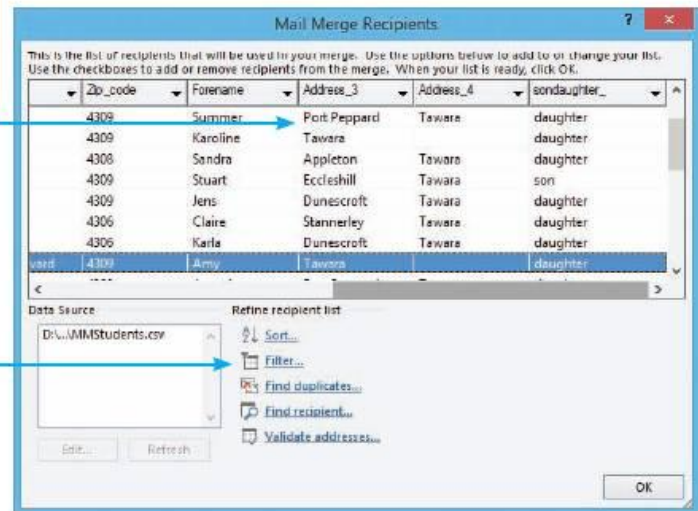 Mail Merge Recipients
?
This is the list of recipients that will be used in your merge. Use the options below to add to or change your list.
Use the checkboxes to add or remove recipients from the merge. When your list is ready, click OK.
Zip_code Forename Address_3 Address_4 sondaughter_
4309 Summer Port Peppard Tawara daughter
4309 Karoline Tawara daughter
4308 Sandra Appleton Tawara daughter
4309 Stuart Eccleshill Tawara son
4309 Jens Dunescroft Tawara daughter
4306 Claire Stannerley Tawara daughter
4306 Karla Dunescroft Tawara daughter
vard 4309 Amy Tawara daughter
Data Source
D:\...\MMStudents.csv
Edit...
Refresh
Refine recipient list
Sort...
Filter...
Find duplicates...
Find recipient...
Validate addresses...
OK